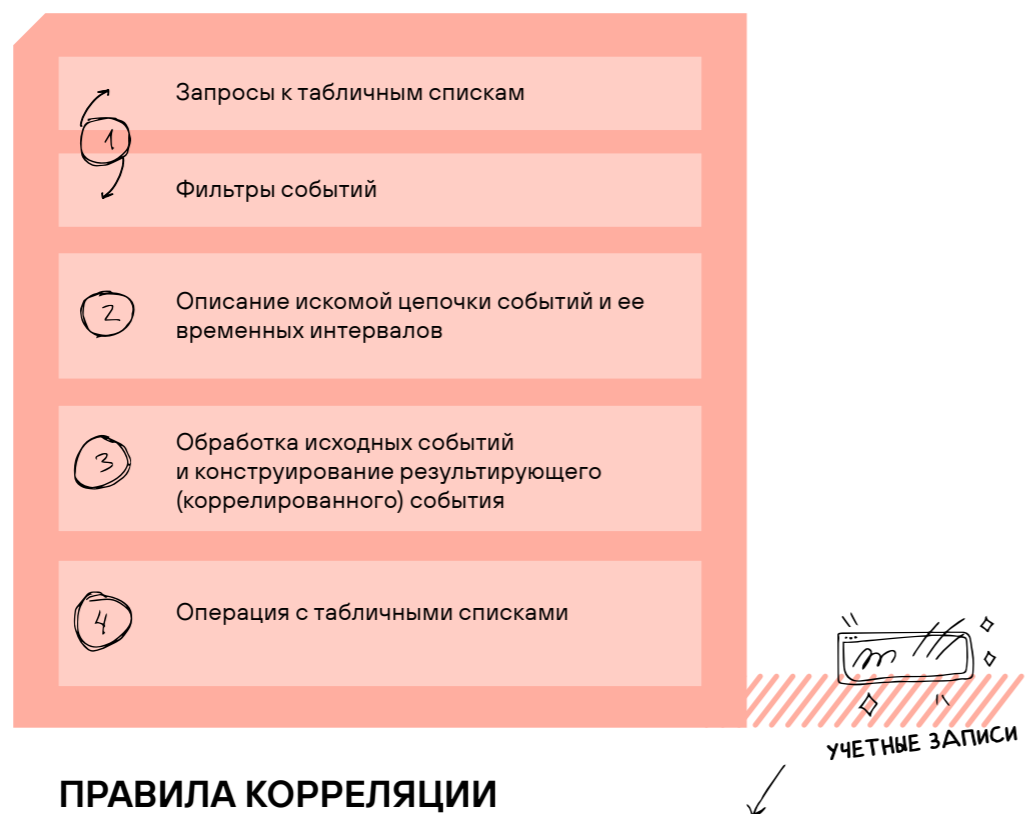 Запросы к табличным спискам
1
Фильтры событий
2
Описание искомой цепочки событий и ее
временных интервалов
3
Обработка исходных событий
и конструирование результирующего
(коррелированного) события
4
Операция с табличными списками
УЧЕТНЫЕ ЗАПИСИ
ПРАВИЛА КОРРЕЛЯЦИИ